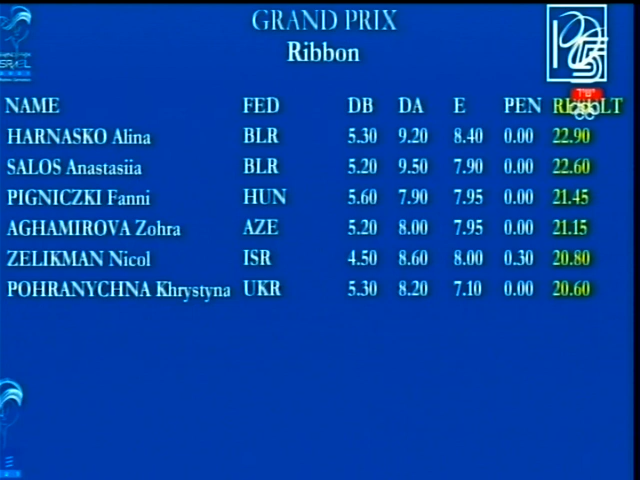 GRAND PRIX
Ribbon
ISRAEL
NAME FED DB DA E PEN RESULT
HARNASKO Alina BLR 5.30 9.20 8.40 0.00 22.90
SALOS Anastasiia BLR 5.20 9.50 7.90 0.00 22.60
PIGNICZKI Fanni HUN 5.60 7.90 7.95 0.00 21.45
AGHAMIROVA Zohra AZE 5.20 8.00 7.95 0.00 21.15
ZELIKMAN Nicol ISR 4.50 8.60 8.00 0.30 20.80
POHRANYCHNA Khrystyna UKR 5.30 8.20 7.10 0.00 20.60